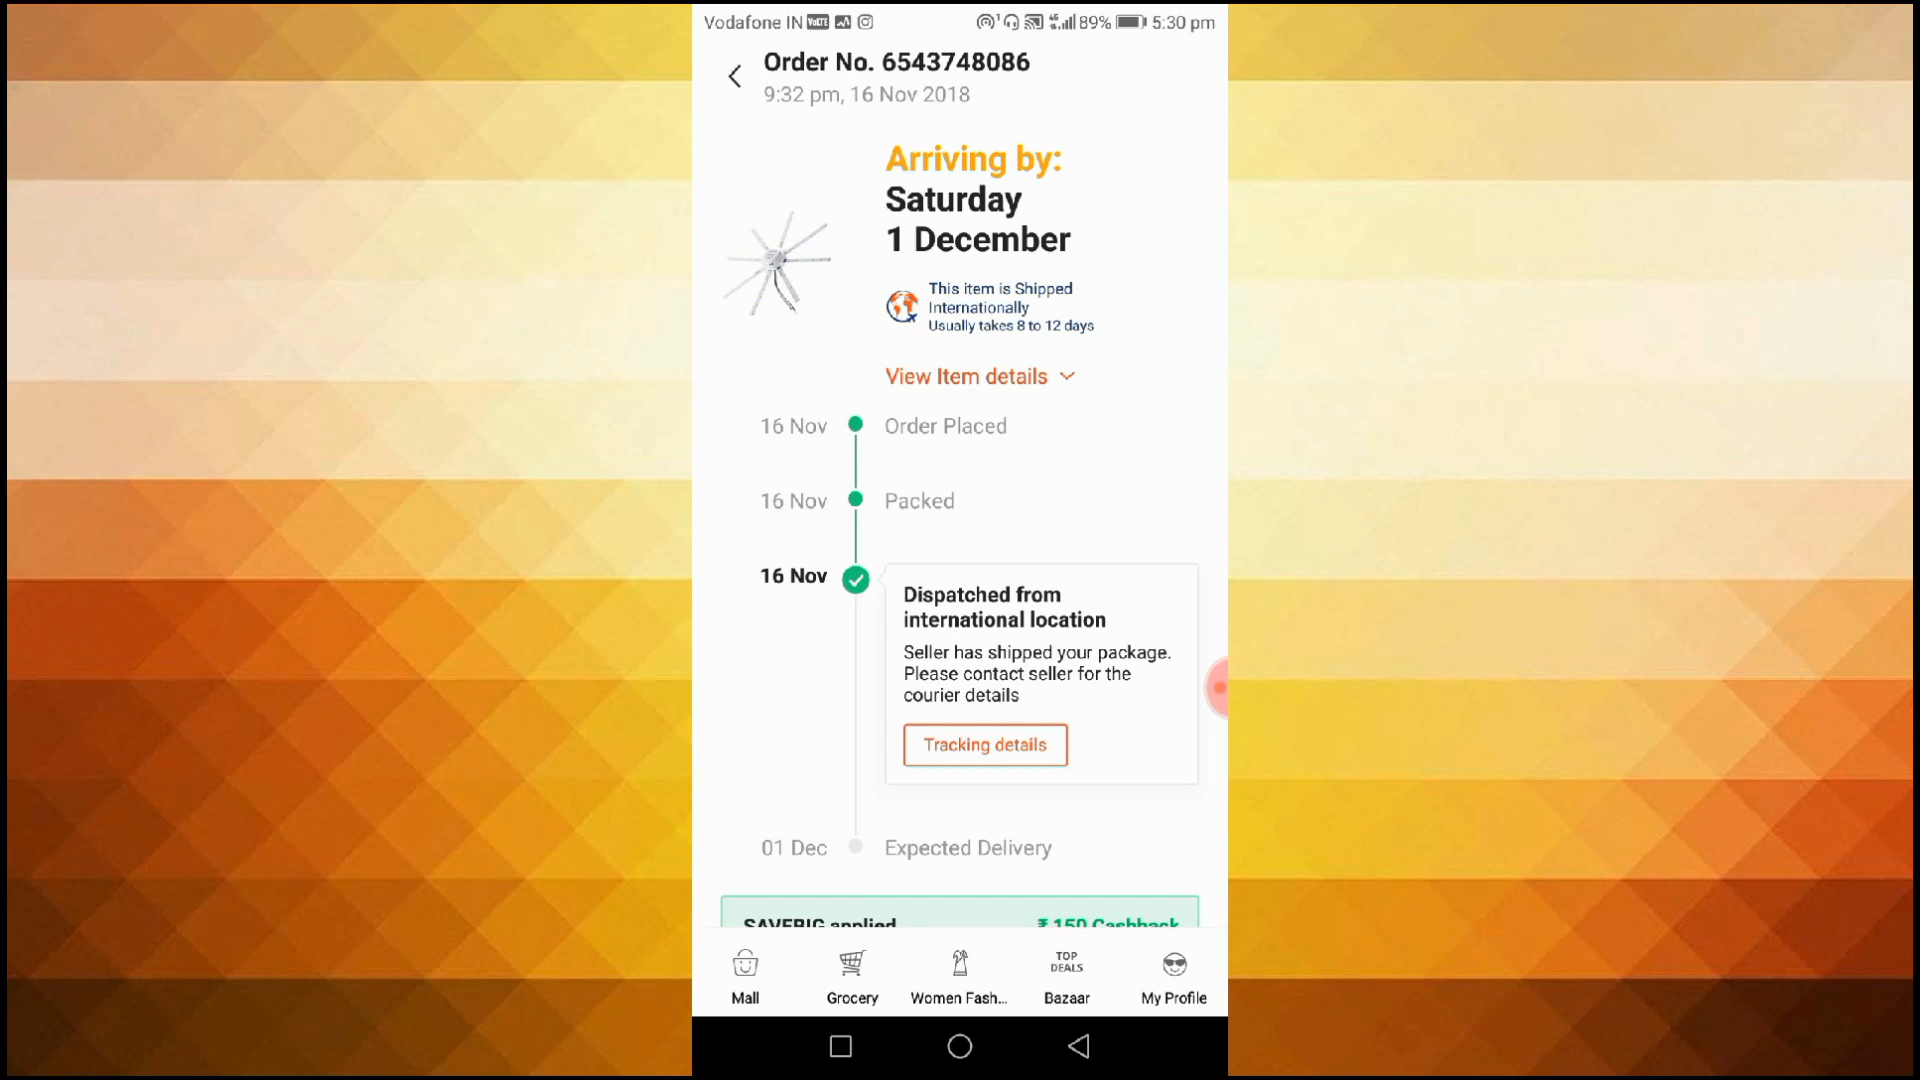 Vodafone IN VoLTE 4G 89% 5:30 pm
Order No. 6543748086
9:32 pm, 16 Nov 2018
Arriving by:
Saturday
1 December
This item is Shipped
Internationally
Usually takes 8 to 12 days
View Item details
16 Nov Order Placed
16 Nov Packed
16 Nov
Dispatched from
international location
Seller has shipped your package.
Please contact seller for the
courier details
Tracking details
01 Dec Expected Delivery
SAVEBIG applied ₹ 150 Cashback
TOP
DEALS
Mall Grocery Women Fash... Bazaar My Profile